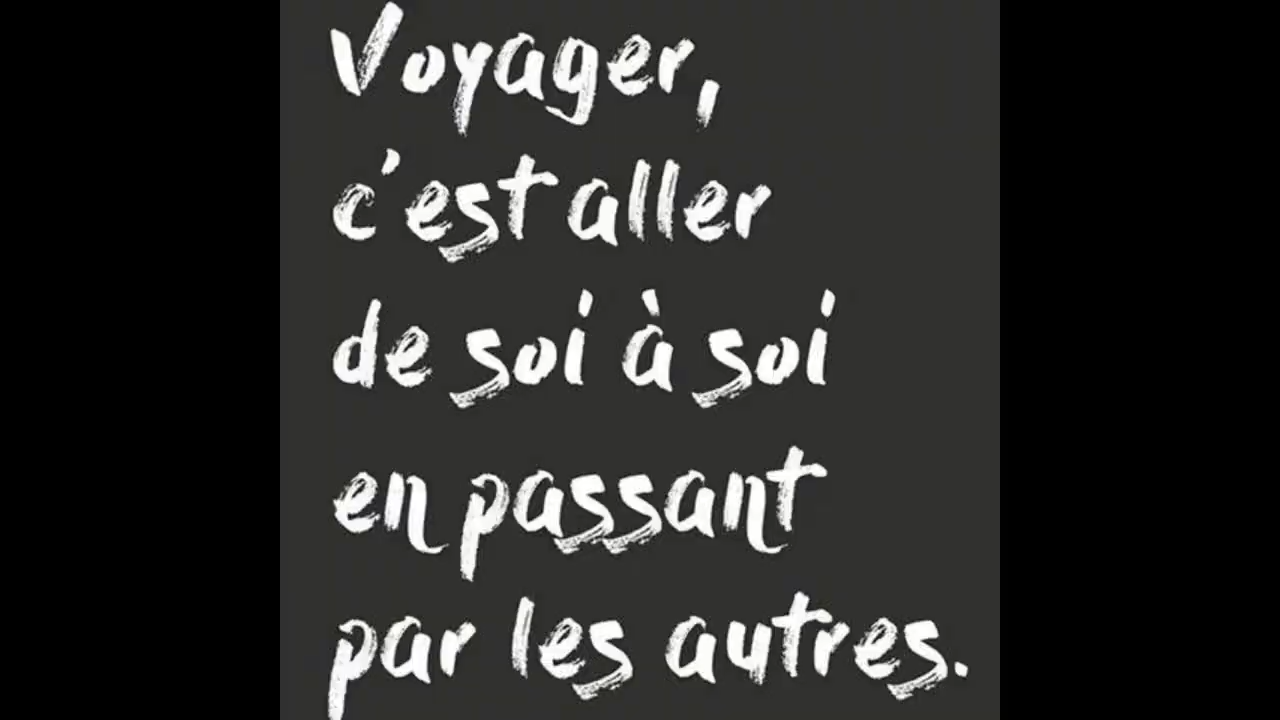 Voyager,
c'est aller
de soi à soi
en passant
par les autres.